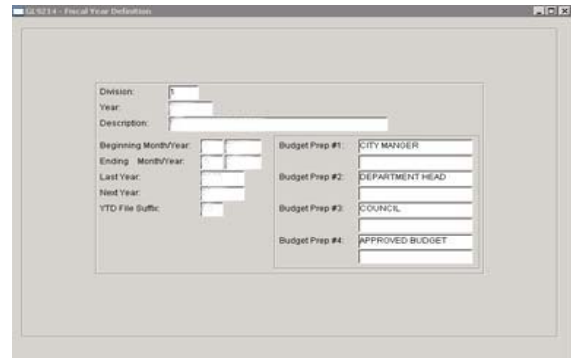 GL9214 - Fiscal Year Definition
Division: 1
Year:
Description:
Beginning Month/Year:
Ending Month/Year:
Last Year:
Next Year:
YTD File Suffix:
Budget Prep #1: CITY MANGER
Budget Prep #2: DEPARTMENT HEAD
Budget Prep #3: COUNCIL
Budget Prep #4: APPROVED BUDGET